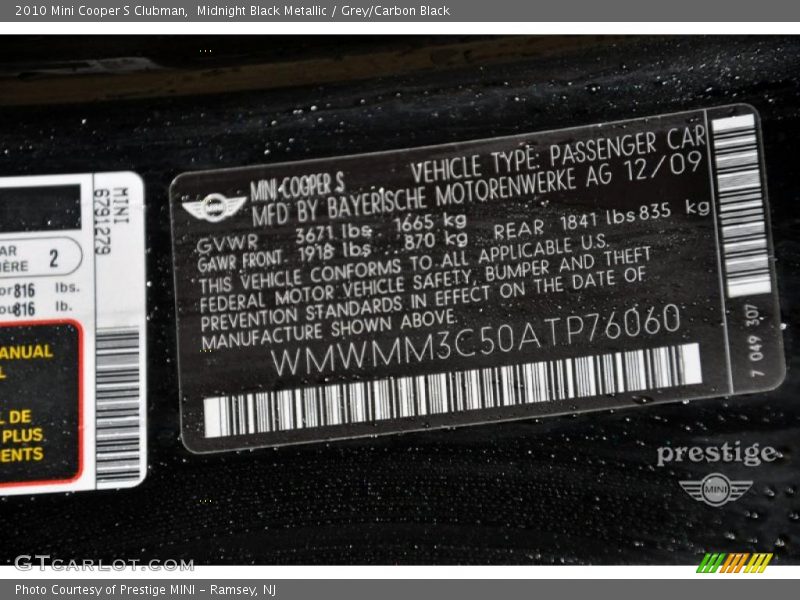 2010 Mini Cooper S Clubman,  Midnight Black Metallic / Grey/Carbon Black
MINI
6791 279
2
816 lbs.
816 lb.
ANUAL
L
L DE
PLUS
ENTS
MINI
MINI-COOPER S
VEHICLE TYPE: PASSENGER CAR
MFD BY BAYERISCHE MOTORENWERKE AG 12/09
GVWR 3671 lbs 1665 kg
GAWR FRONT 1918 lbs 870 kg REAR 1841 lbs 835 kg
THIS VEHICLE CONFORMS TO ALL APPLICABLE U.S.
FEDERAL MOTOR VEHICLE SAFETY, BUMPER AND THEFT
PREVENTION STANDARDS IN EFFECT ON THE DATE OF
MANUFACTURE SHOWN ABOVE.
WMWMM3C50ATP76060
7 049 307
prestige
MINI
GTCARLOT.COM
Photo Courtesy of Prestige MINI - Ramsey, NJ